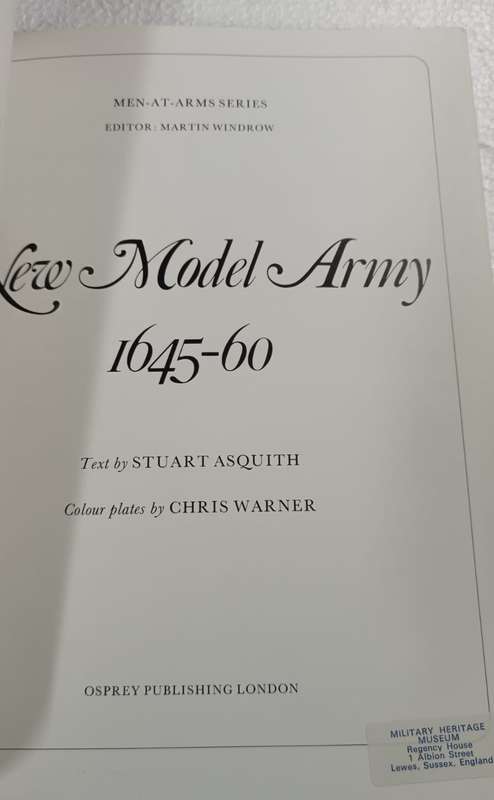 MEN-AT-ARMS SERIES
EDITOR: MARTIN WINDROW
New Model Army
1645-60
Text by STUART ASQUITH
Colour plates by CHRIS WARNER
OSPREY PUBLISHING LONDON
MILITARY HERITAGE
MUSEUM
Regency House
1 Albion Street
Lewes, Sussex, England